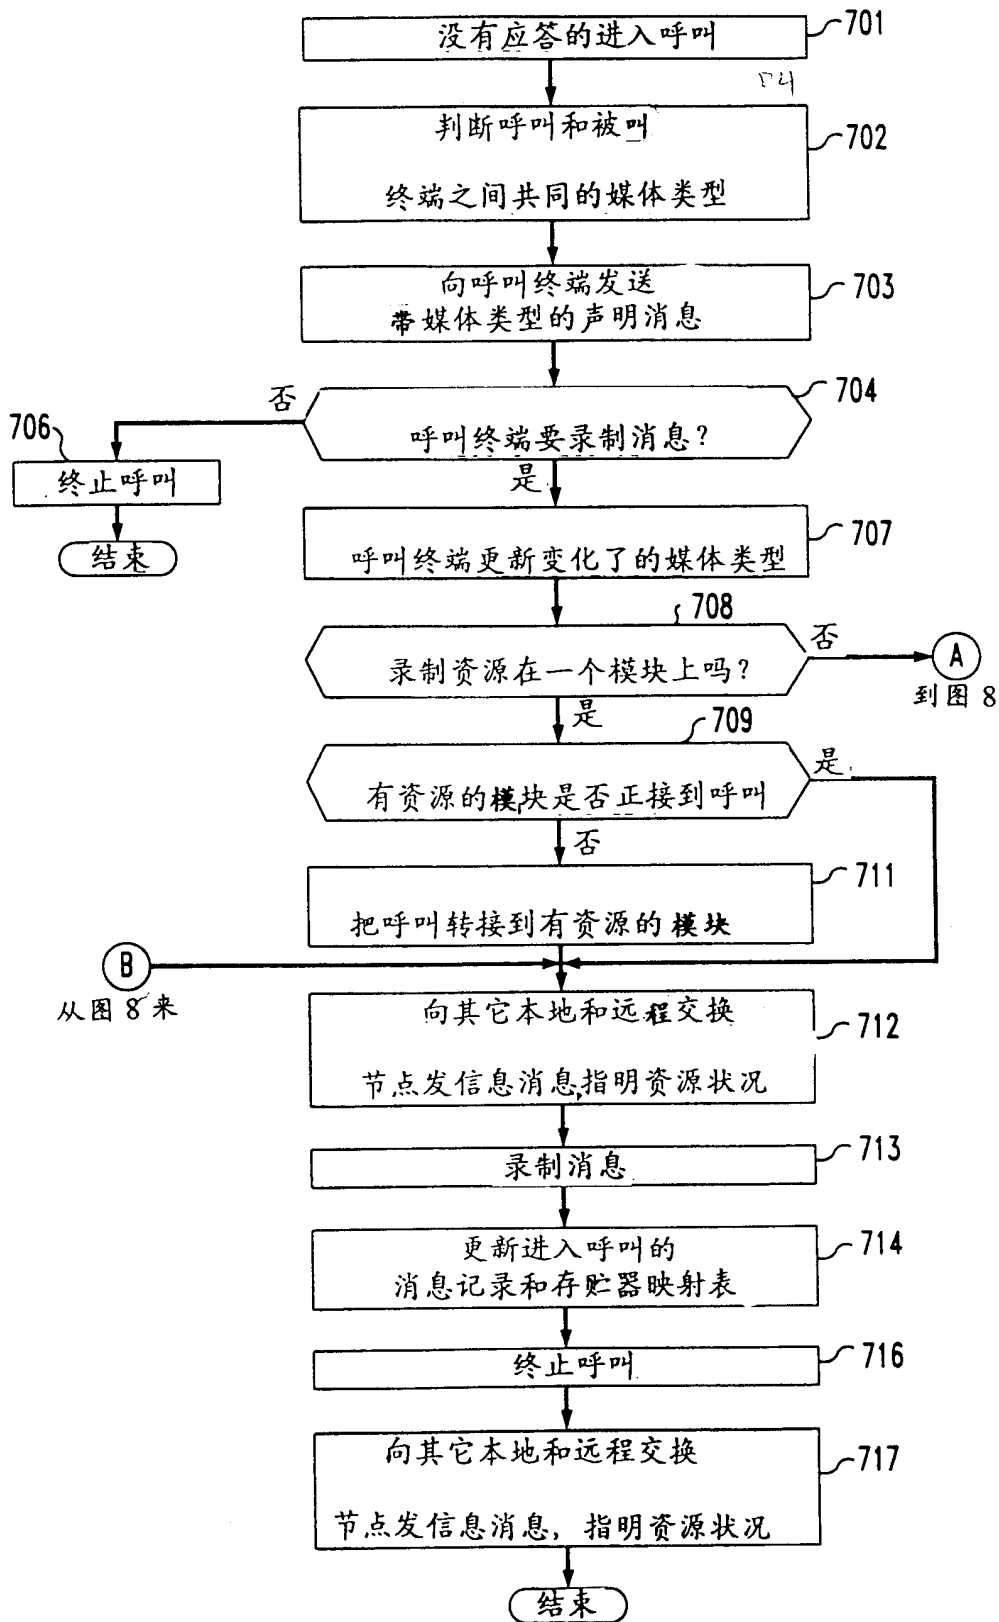 没有应答的进入呼叫
701
叫
判断呼叫和被叫
702
终端之间共同的媒体类型
向呼叫终端发送
703
带媒体类型的声明消息
704
否
呼叫终端要录制消息?
706
是
终止呼叫
结束
707
呼叫终端更新变化了的媒体类型
708
否
A
录制资源在一个模块上吗?
到图 8
是
709
是
有资源的模块是否正接到呼叫
否
711
把呼叫转接到有资源的模块
B
从图 8 来
向其它本地和远程交换
712
节点发信息消息,指明资源状况
713
录制消息
更新进入呼叫的
714
消息记录和存贮器映射表
716
终止呼叫
向其它本地和远程交换
717
节点发信息消息, 指明资源状况
结束